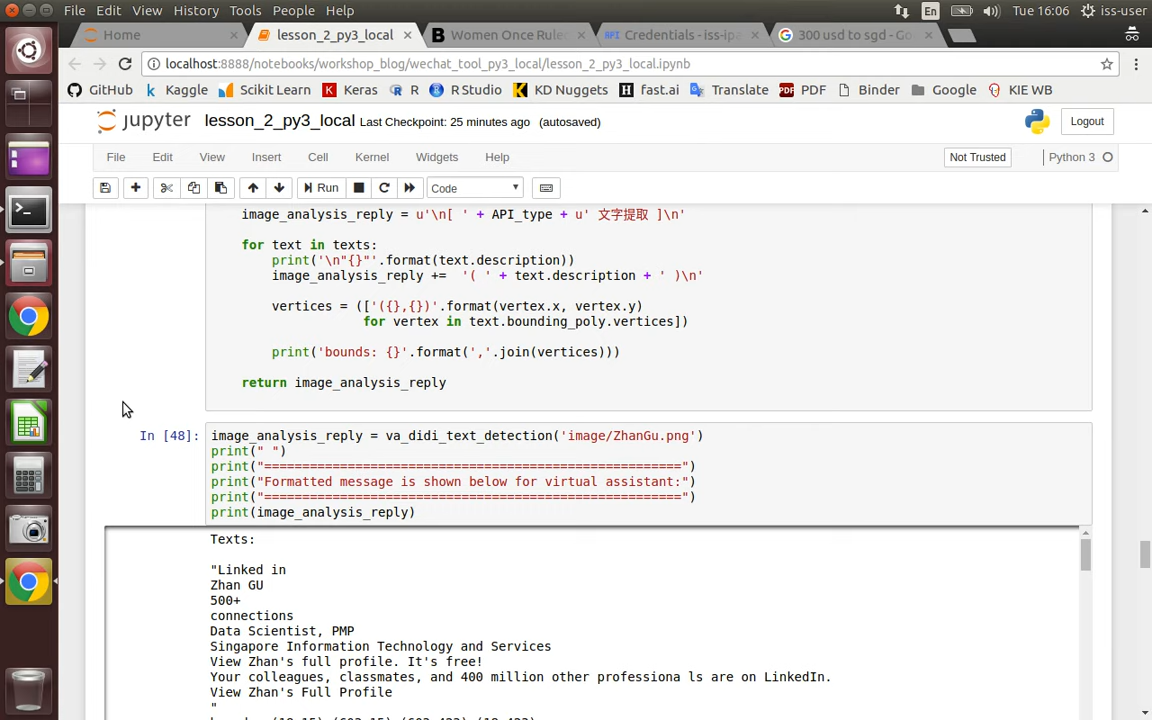 File Edit View History Tools People Help
En Tue 16:06 iss-user
Home
lesson_2_py3_local
Women Once Rule
Credentials - iss-ipa
300 usd to sgd - Go
localhost:8888/notebooks/workshop_blog/wechat_tool_py3_local/lesson_2_py3_local.ipynb
GitHub Kaggle Scikit Learn Keras R R Studio KD Nuggets fast.ai Translate PDF Binder Google KIE WB
jupyter lesson_2_py3_local Last Checkpoint: 25 minutes ago (autosaved) Logout
File Edit View Insert Cell Kernel Widgets Help Not Trusted Python 3
Run Code
image_analysis_reply = u'\n[ ' + API_type + u' 文字提取 ]\n'
for text in texts:
print('\n"{}"'.format(text.description))
image_analysis_reply += '( ' + text.description + ' )\n'
vertices = (['({},{})'.format(vertex.x, vertex.y)
for vertex in text.bounding_poly.vertices])
print('bounds: {}'.format(','.join(vertices)))
return image_analysis_reply
In [48]: image_analysis_reply = va_didi_text_detection('image/ZhanGu.png')
print(" ")
print("======================================================")
print("Formatted message is shown below for virtual assistant:")
print("======================================================")
print(image_analysis_reply)
Texts:
"Linked in
Zhan GU
500+
connections
Data Scientist, PMP
Singapore Information Technology and Services
View Zhan's full profile. It's free!
Your colleagues, classmates, and 400 million other professiona ls are on LinkedIn.
View Zhan's Full Profile
"